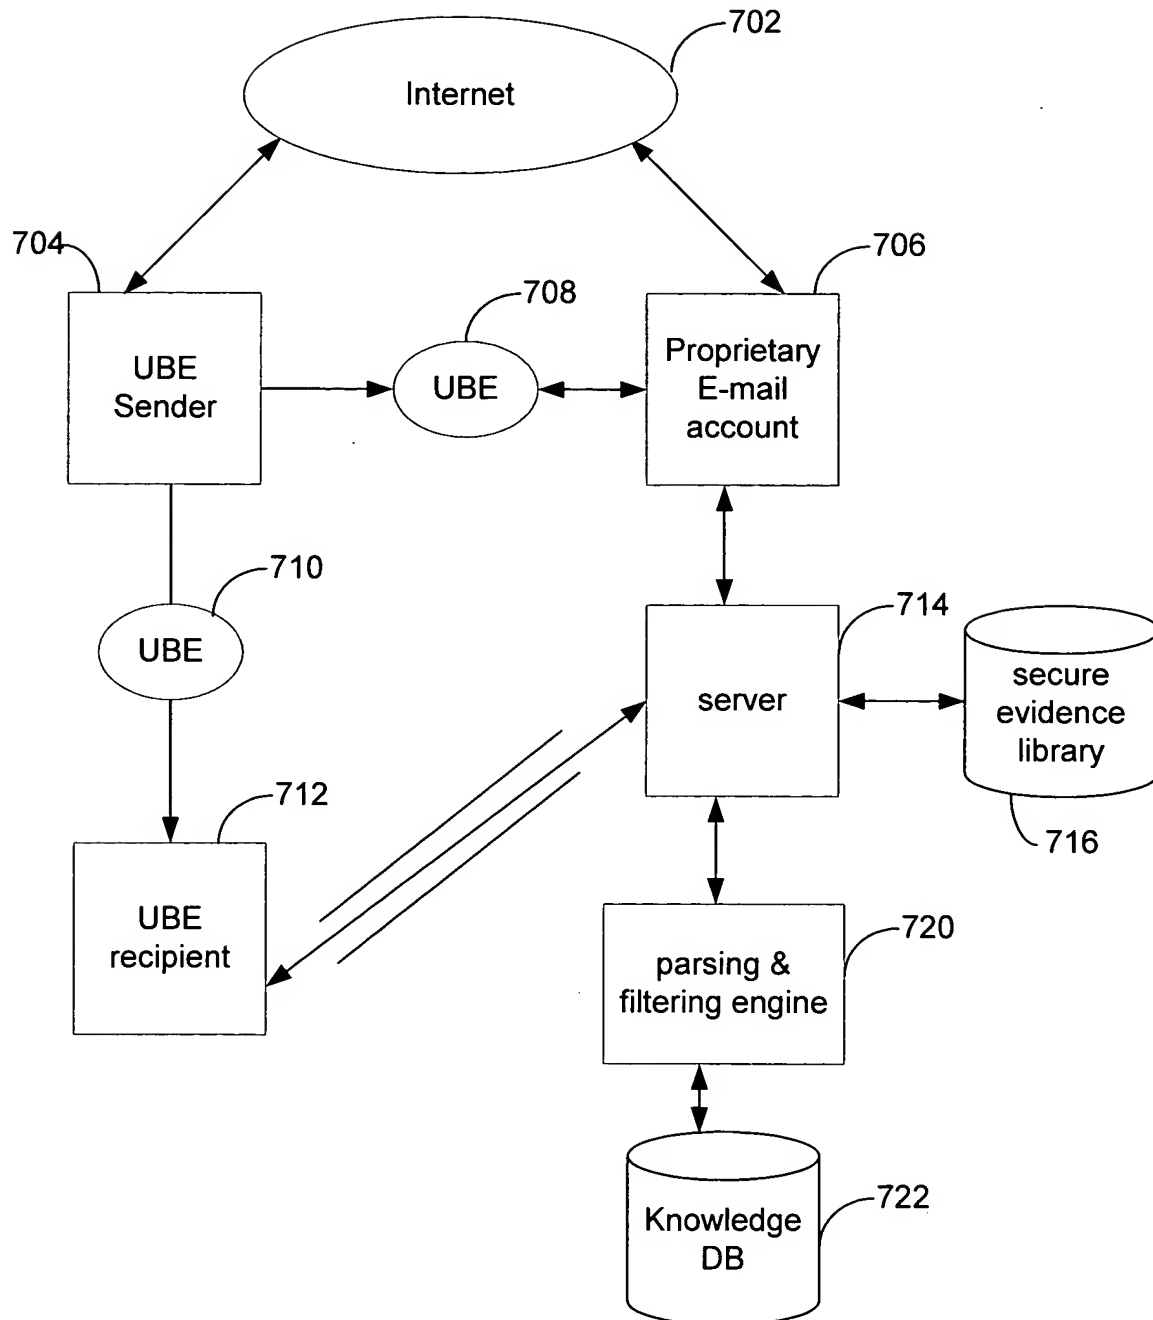 702
Internet
704
706
708
UBE
Sender
UBE
Proprietary
E-mail
account
710
UBE
714
server
secure
evidence
library
712
716
UBE
recipient
720
parsing &
filtering engine
722
Knowledge
DB